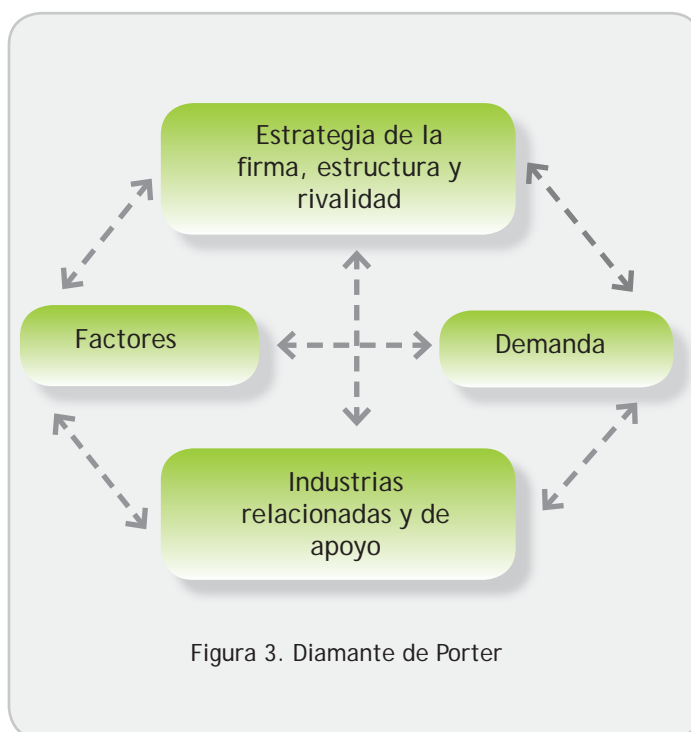 Estrategia de la
firma, estructura y
rivalidad
Factores
Demanda
Industrias
relacionadas y de
apoyo
Figura 3. Diamante de Porter